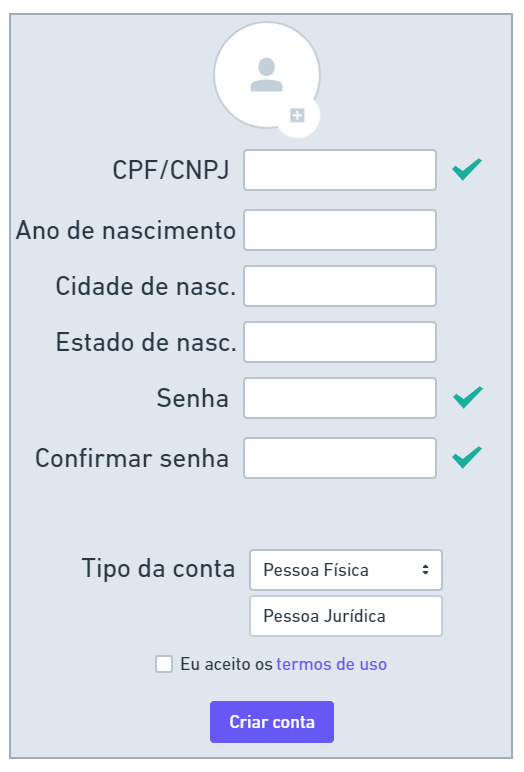 CPF/CNPJ
Ano de nascimento
Cidade de nasc.
Estado de nasc.
Senha
Confirmar senha
Tipo da conta
Pessoa Física
Pessoa Jurídica
Eu aceito os termos de uso
Criar conta